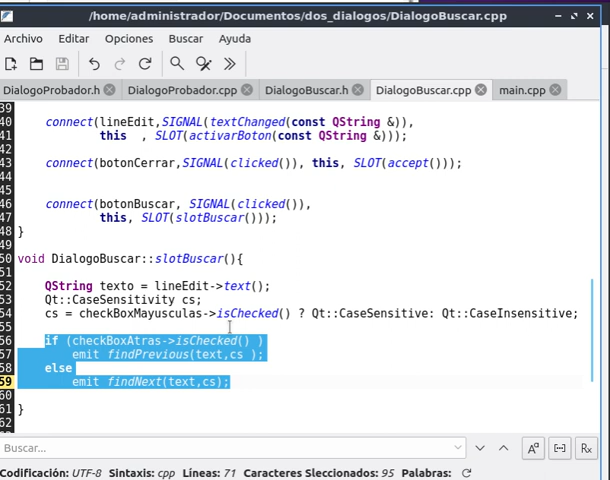 /home/administrador/Documentos/dos_dialogos/DialogoBuscar.cpp
Archivo Editar Opciones Buscar Ayuda
DialogoProbador.h DialogoProbador.cpp DialogoBuscar.h DialogoBuscar.cpp main.cpp
39
40 connect(lineEdit,SIGNAL(textChanged(const QString &)),
41 this , SLOT(activarBoton(const QString &)));
42
43 connect(botonCerrar,SIGNAL(clicked()), this, SLOT(accept()));
44
45
46 connect(botonBuscar, SIGNAL(clicked()),
47 this, SLOT(slotBuscar()));
48 }
49
50 void DialogoBuscar::slotBuscar(){
51
52 QString texto = lineEdit->text();
53 Qt::CaseSensitivity cs;
54 cs = checkBoxMayusculas->isChecked() ? Qt::CaseSensitive: Qt::CaseInsensitive;
55
56 if (checkBoxAtras->isChecked() )
57 emit findPrevious(text,cs );
58 else
59 emit findNext(text,cs);
60
61 }
62
Buscar...
Codificación: UTF-8 Sintaxis: cpp Líneas: 71 Caracteres Sleccionados: 95 Palabras: